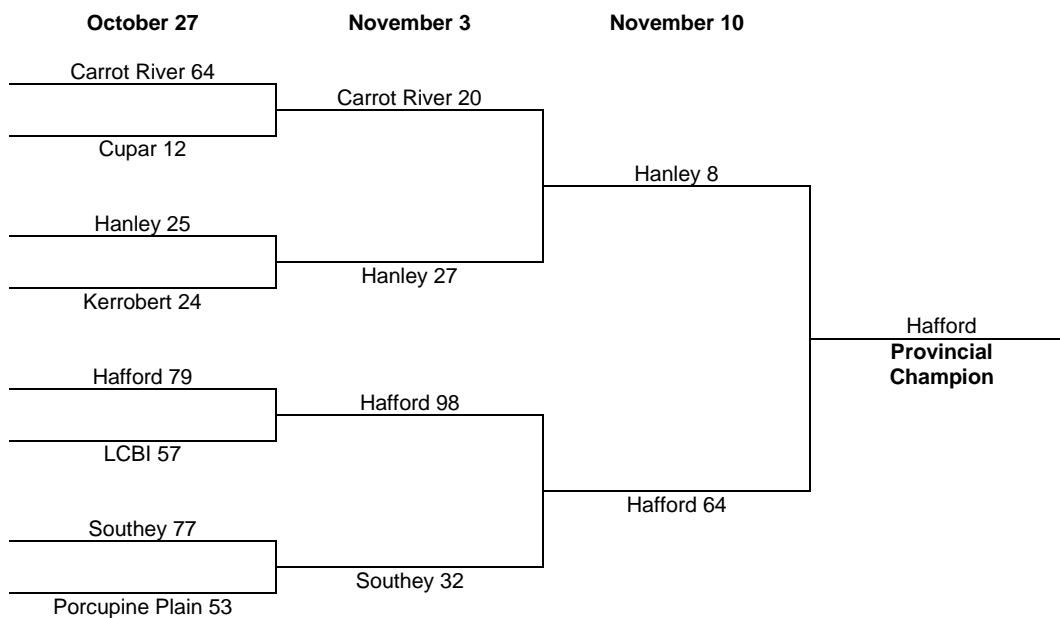 October 27
November 3
November 10
Carrot River 64
Cupar 12
Hanley 25
Kerrobert 24
Hafford 79
LCBI 57
Southey 77
Porcupine Plain 53
Carrot River 20
Hanley 27
Hafford 98
Southey 32
Hanley 8
Hafford 64
Hafford
Provincial
Champion